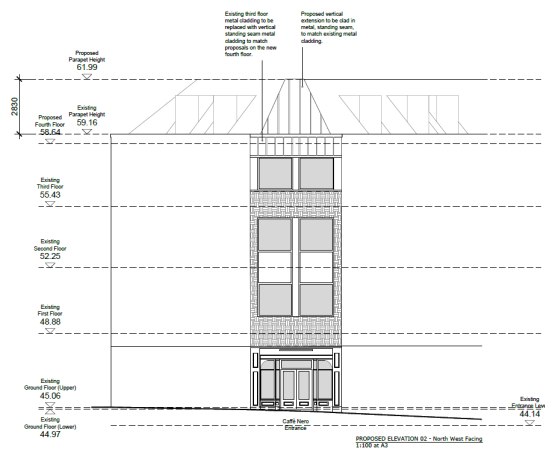 Existing third floor
metal cladding to be
replaced with vertical
standing seam metal
cladding to match
proposals on the new
fourth floor.
Proposed vertical
extension to be clad in
metal, standing seam,
to match existing metal
cladding.
Proposed
Parapet Height
61.99
2830
Existing
Parapet Height
59.16
Proposed
Fourth Floor
58.64
Existing
Third Floor
55.43
Existing
Second Floor
52.25
Existing
First Floor
48.88
Existing
Ground Floor (Upper)
45.06
Existing
Ground Floor (Lower)
44.97
Existing
Entrance Leve
44.14
Caffé Nero
Entrance
PROPOSED ELEVATION 02 - North West Facing
1:100 at A3